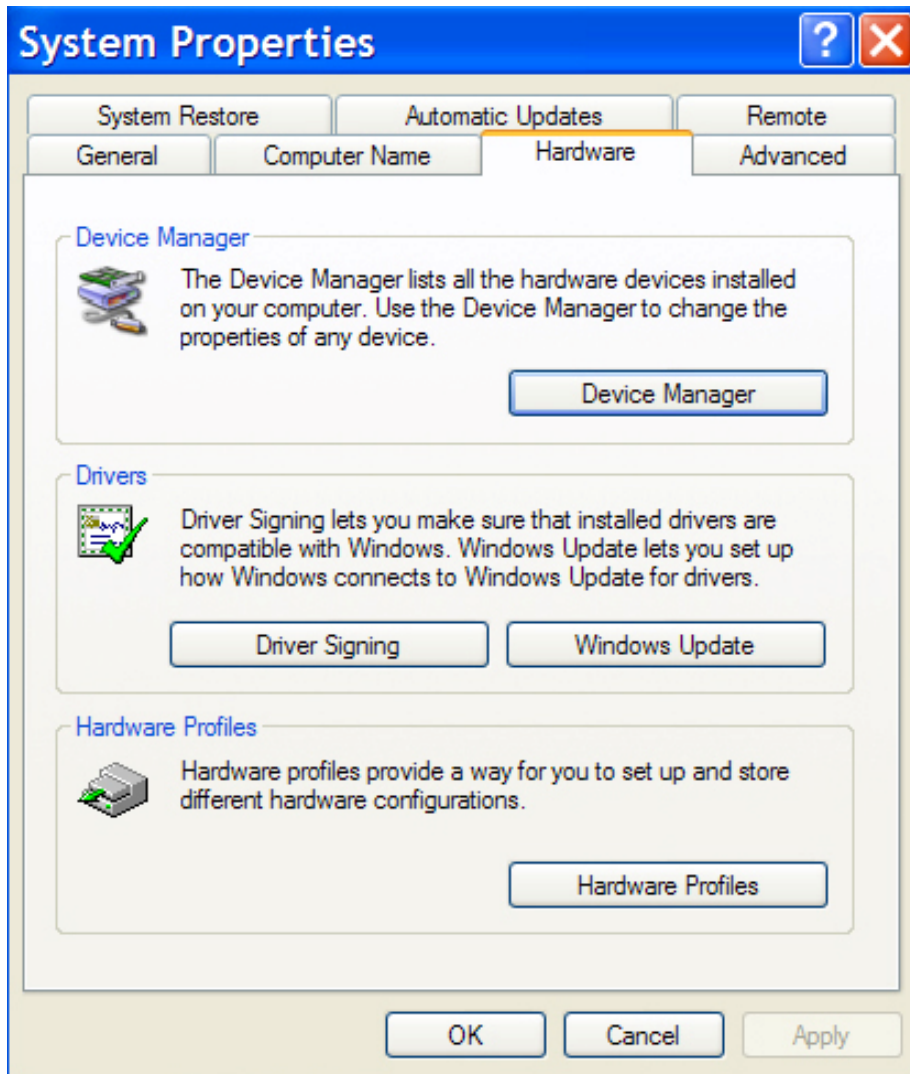 System Properties
System Restore Automatic Updates Remote
General Computer Name Hardware Advanced
Device Manager
The Device Manager lists all the hardware devices installed
on your computer. Use the Device Manager to change the
properties of any device.
Device Manager
Drivers
Driver Signing lets you make sure that installed drivers are
compatible with Windows. Windows Update lets you set up
how Windows connects to Windows Update for drivers.
Driver Signing Windows Update
Hardware Profiles
Hardware profiles provide a way for you to set up and store
different hardware configurations.
Hardware Profiles
OK Cancel Apply